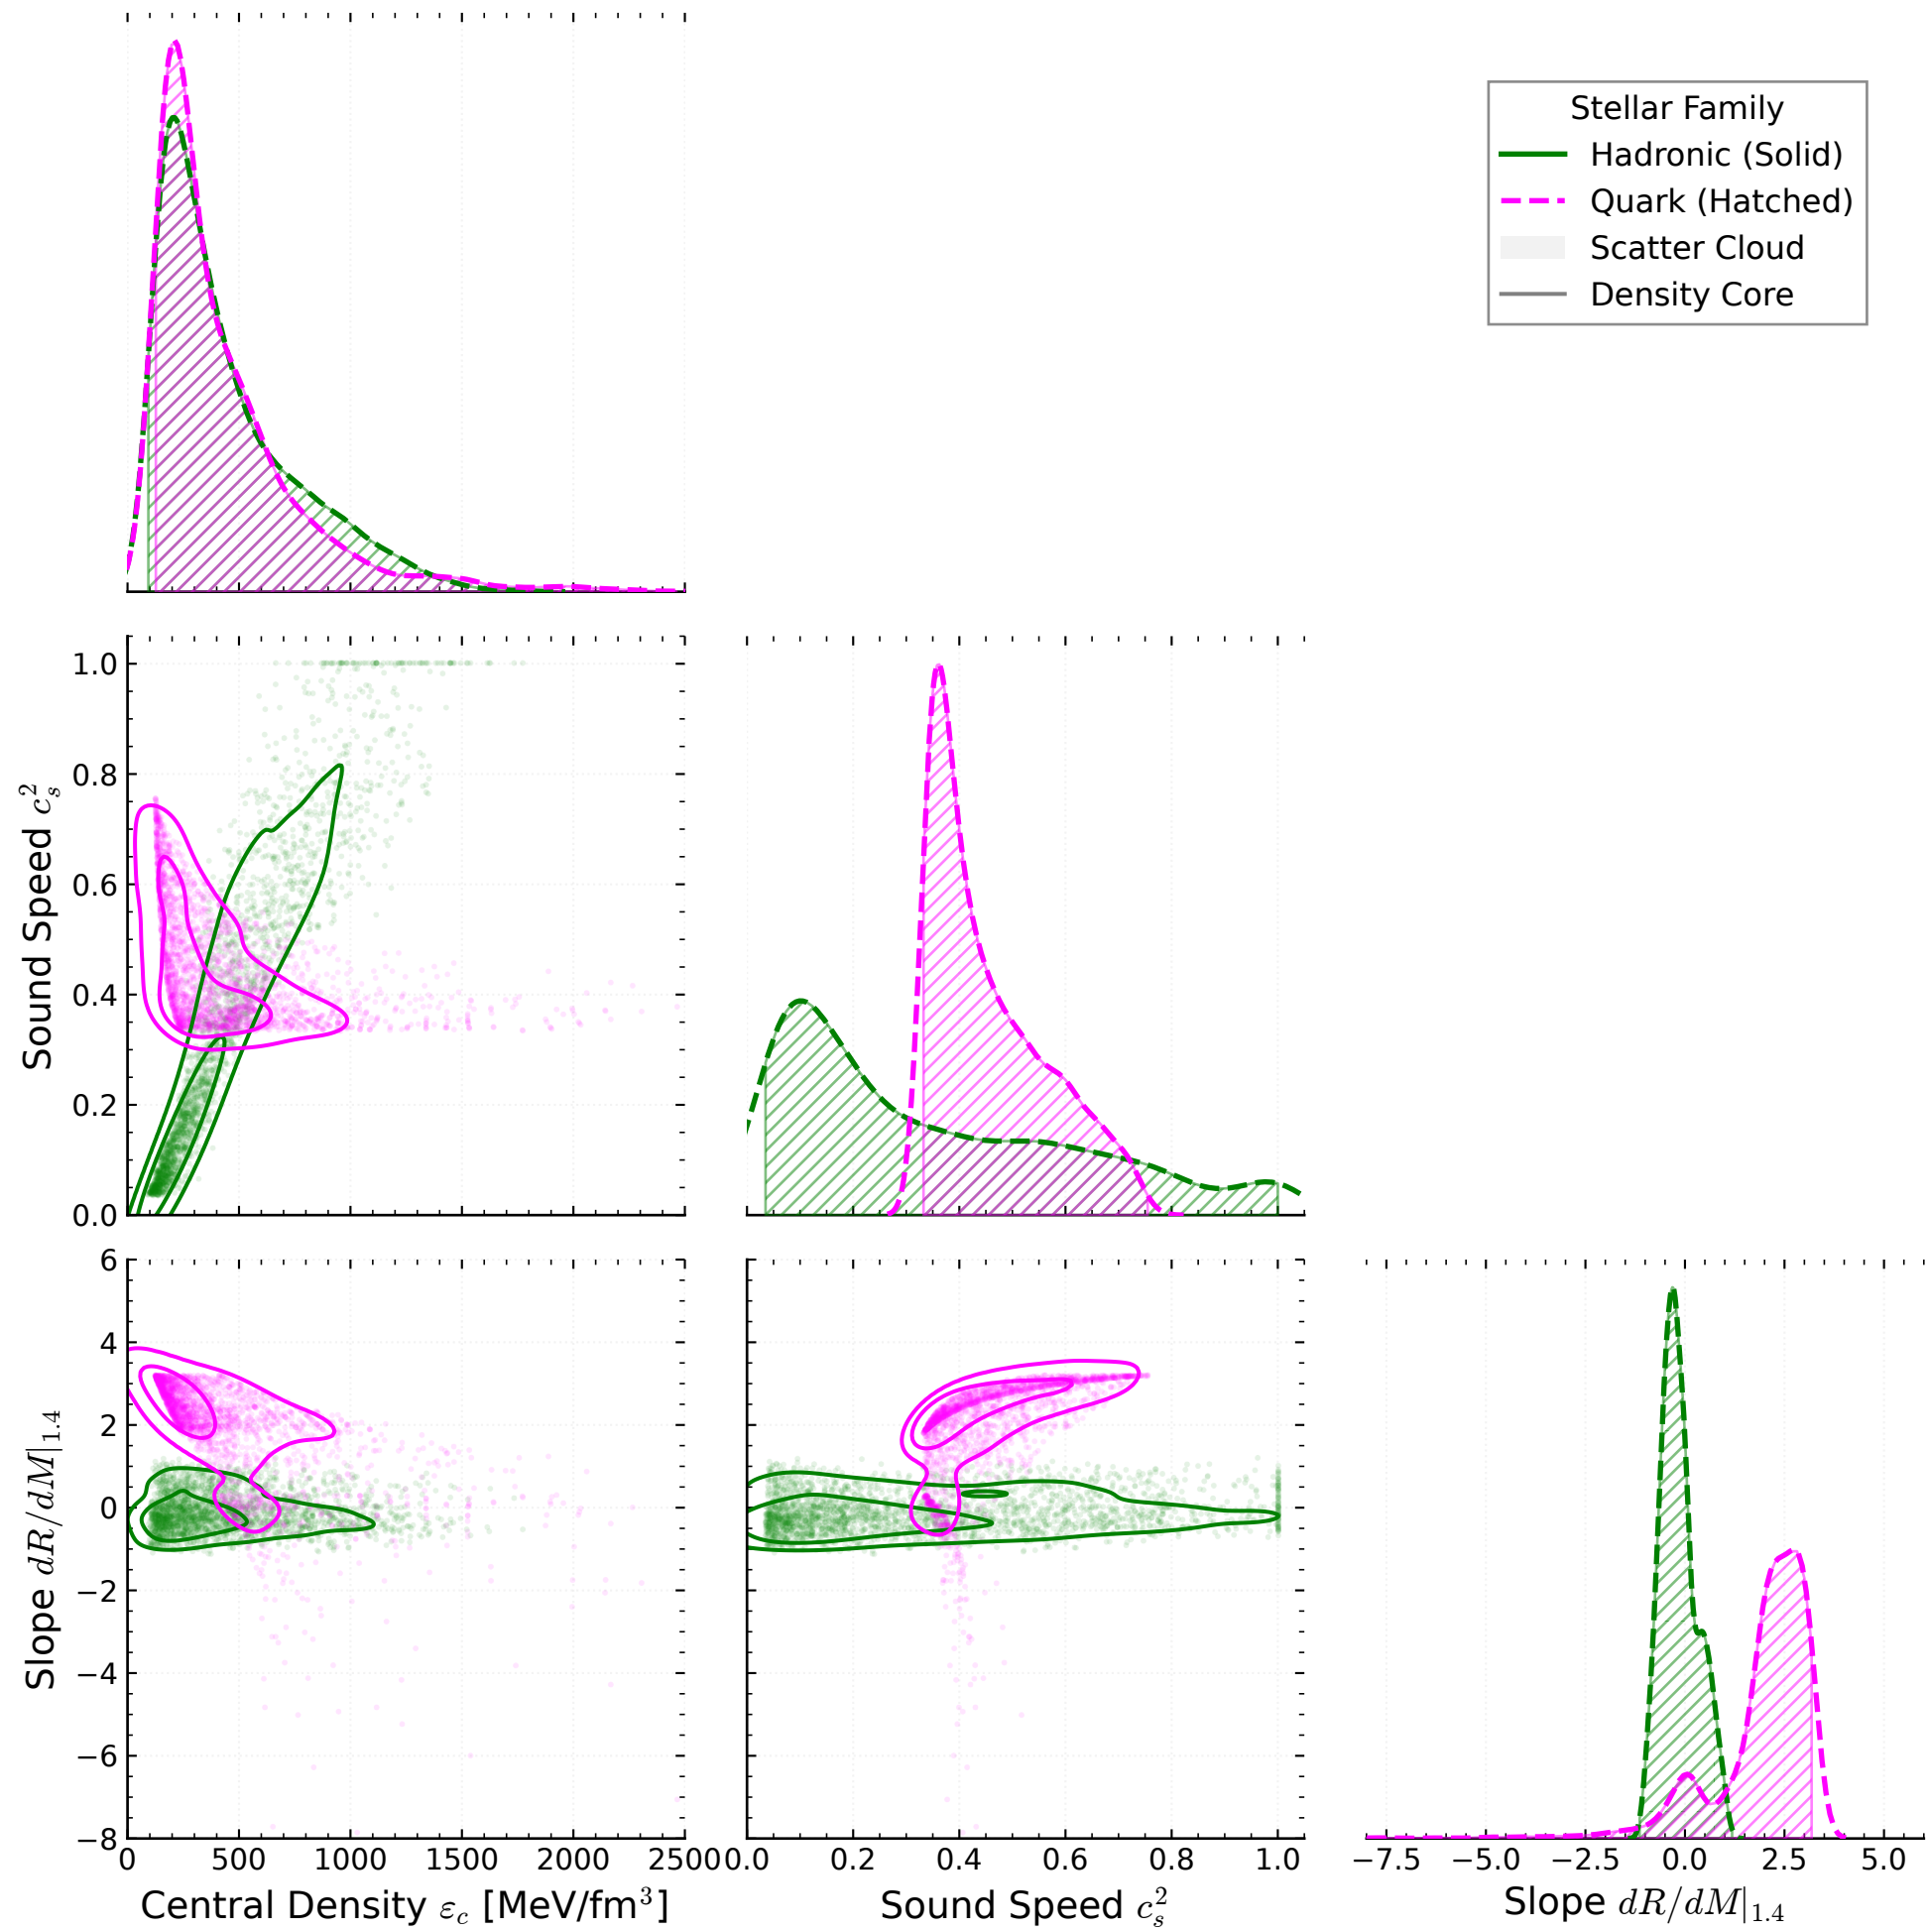 Stellar Family
Hadronic (Solid)
Quark (Hatched)
Scatter Cloud
Density Core
1.0
0.8
0.6
0.4
0.2
0.0
Sound Speed $c_s^2$
6
4
2
0
−2
−4
−6
−8
Slope $dR/dM|_{1.4}$
0 500 1000 1500 2000 2500
Central Density $\varepsilon_c$ [MeV/fm³]
0.0 0.2 0.4 0.6 0.8 1.0
Sound Speed $c_s^2$
−7.5 −5.0 −2.5 0.0 2.5 5.0
Slope $dR/dM|_{1.4}$